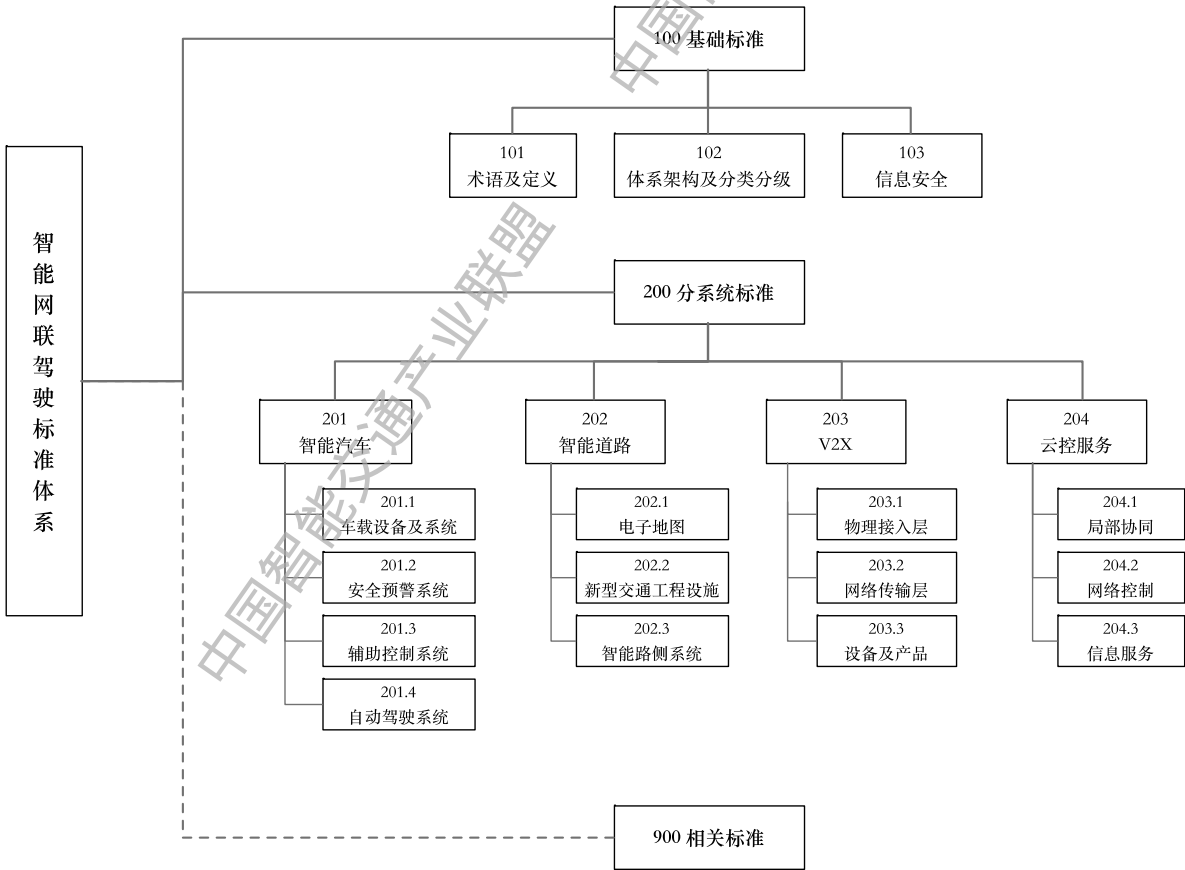 100 基础标准
101
术语及定义
102
体系架构及分类分级
103
信息安全
智能网联驾驶标准体系
200 分系统标准
201
智能汽车
202
智能道路
203
V2X
204
云控服务
201.1
车载设备及系统
202.1
电子地图
203.1
物理接入层
204.1
局部协同
201.2
安全预警系统
202.2
新型交通工程设施
203.2
网络传输层
204.2
网络控制
201.3
辅助控制系统
202.3
智能路侧系统
203.3
设备及产品
204.3
信息服务
201.4
自动驾驶系统
900 相关标准
中国智能交通产业联盟
中国